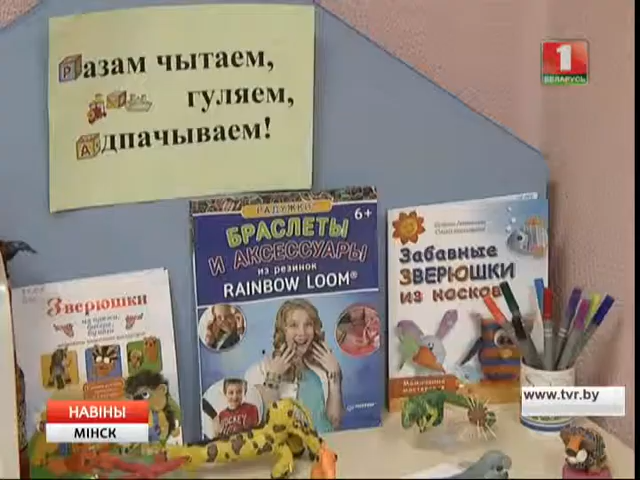 Разам чытаем,
гуляем,
Адпачываем!
1
БЕЛАРУСЬ
РАДУЖКИ
6+
БРАСЛЕТЫ
И АКСЕССУАРЫ
из резинок
RAINBOW LOOM®
Забавные
ЗВЕРЮШКИ
ИЗ НОСКОВ
Зверюшки
НАВІНЫ
МІНСК
www.tvr.by